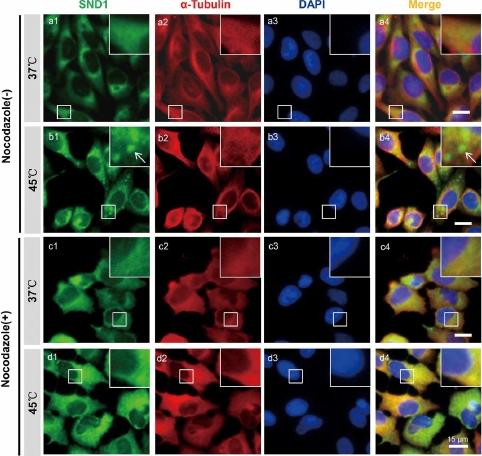 SND1 α-Tubulin DAPI Merge
Nocodazole(-)
37℃
a1 a2 a3 a4
45℃
b1 b2 b3 b4
Nocodazole(+)
37℃
c1 c2 c3 c4
45℃
d1 d2 d3 d4
15 μm